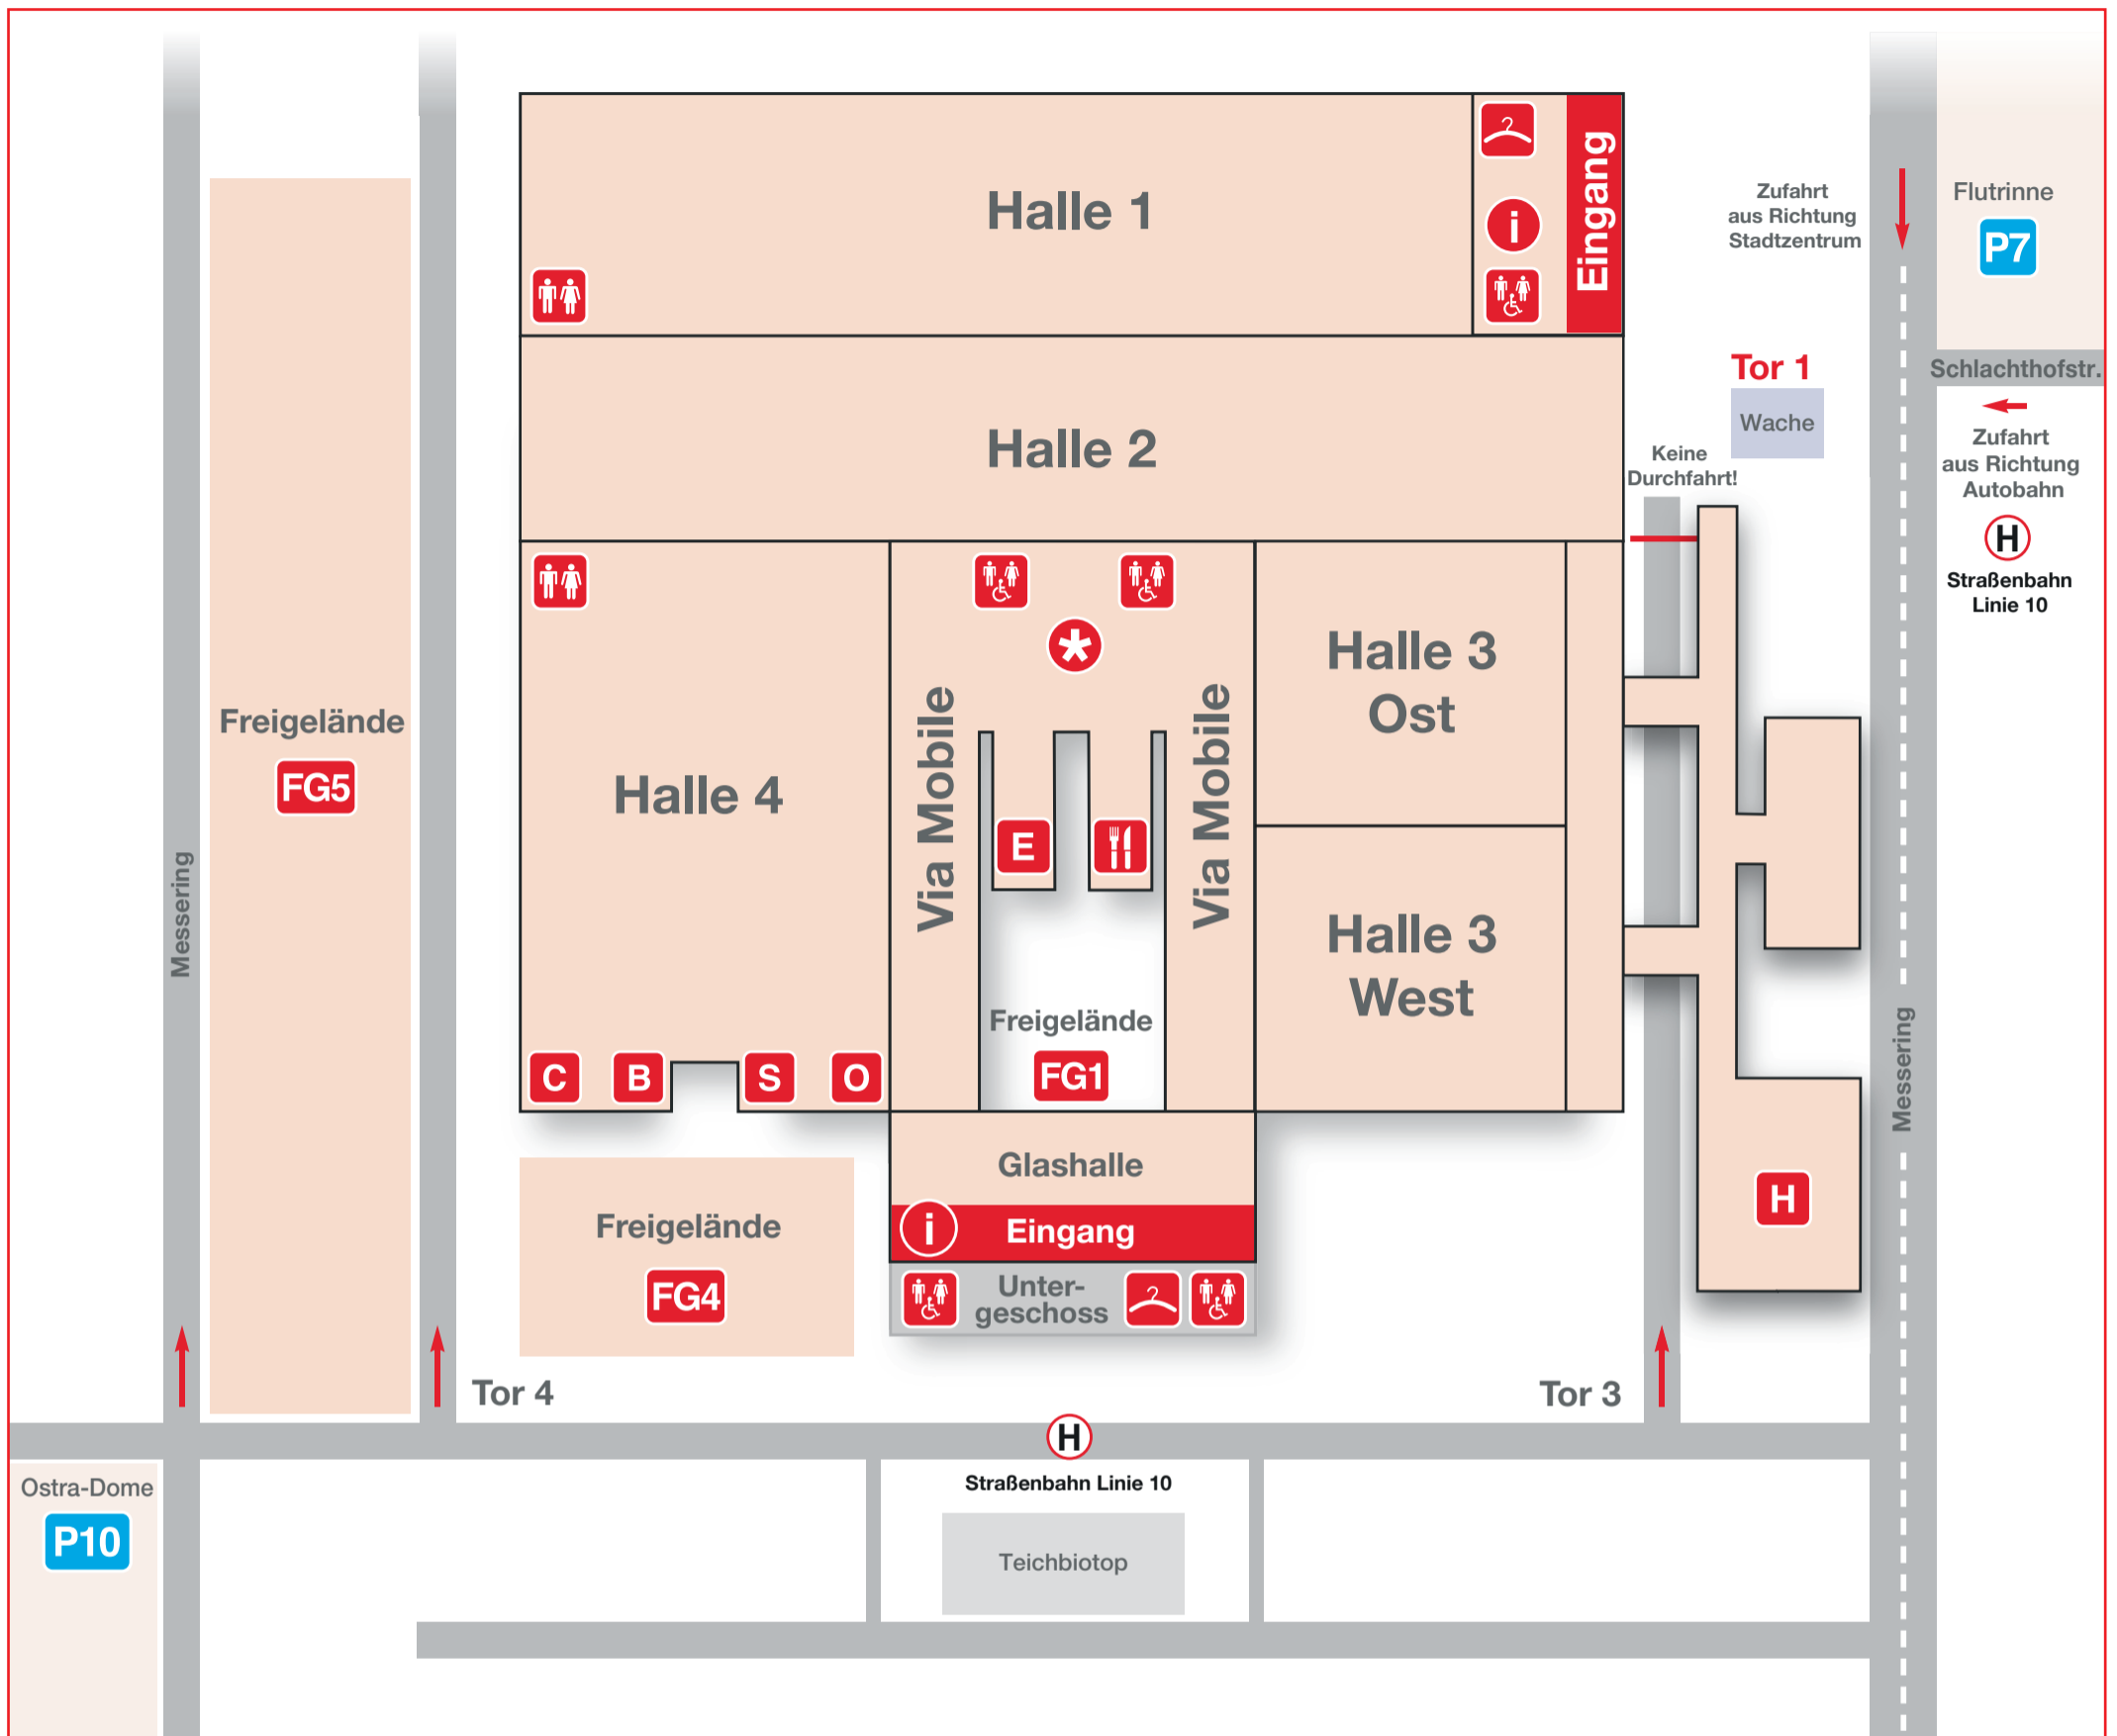 Halle 1
i
Eingang
Zufahrt
aus Richtung
Stadtzentrum
Flutrinne
P7
Halle 2
Tor 1
Wache
Keine
Durchfahrt!
Schlachthofstr.
Zufahrt
aus Richtung
Autobahn
H
Straßenbahn
Linie 10
Freigelände
FG5
Messering
Halle 4
C
B
S
O
Via Mobile
*
E
Via Mobile
Freigelände
FG1
Halle 3
Ost
Halle 3
West
Messering
H
Glashalle
i
Eingang
Unter-
geschoss
Freigelände
FG4
Tor 4
Tor 3
H
Straßenbahn Linie 10
Teichbiotop
Ostra-Dome
P10